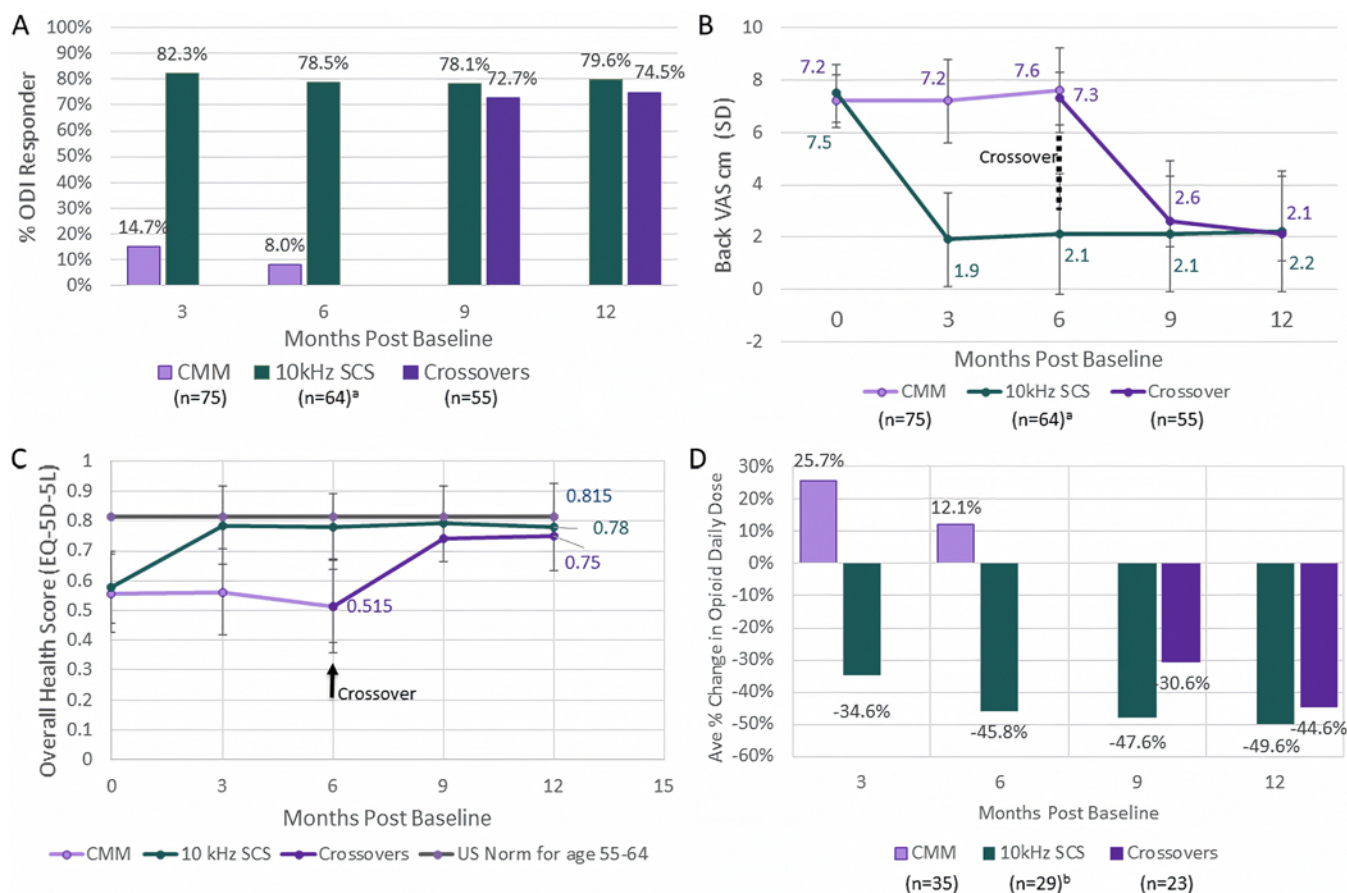 A
% ODI Responder
100%
90%
80%
70%
60%
50%
40%
30%
20%
10%
0%
82.3%
78.5%
78.1%
72.7%
79.6%
74.5%
14.7%
8.0%
3 6 9 12
Months Post Baseline
CMM 10kHz SCS Crossovers
(n=75) (n=64)ª (n=55)
B
Back VAS cm (SD)
10
8
6
4
2
0
-2
7.2 7.2 7.6
7.3
7.5
Crossover
2.6 2.1
1.9 2.1 2.1 2.2
0 3 6 9 12
Months Post Baseline
CMM 10kHz SCS Crossover
(n=75) (n=64)ª (n=55)
C
Overall Health Score (EQ-5D-5L)
1
0.9
0.8
0.7
0.6
0.5
0.4
0.3
0.2
0.1
0
0.815
0.78
0.75
0.515
Crossover
0 3 6 9 12 15
Months Post Baseline
CMM 10 kHz SCS Crossovers US Norm for age 55-64
D
Ave % Change in Opioid Daily Dose
30%
20%
10%
0%
-10%
-20%
-30%
-40%
-50%
-60%
25.7%
12.1%
-34.6%
-45.8%
-47.6%
-30.6%
-49.6%
-44.6%
3 6 9 12
Months Post Baseline
CMM 10kHz SCS Crossovers
(n=35) (n=29)ᵇ (n=23)